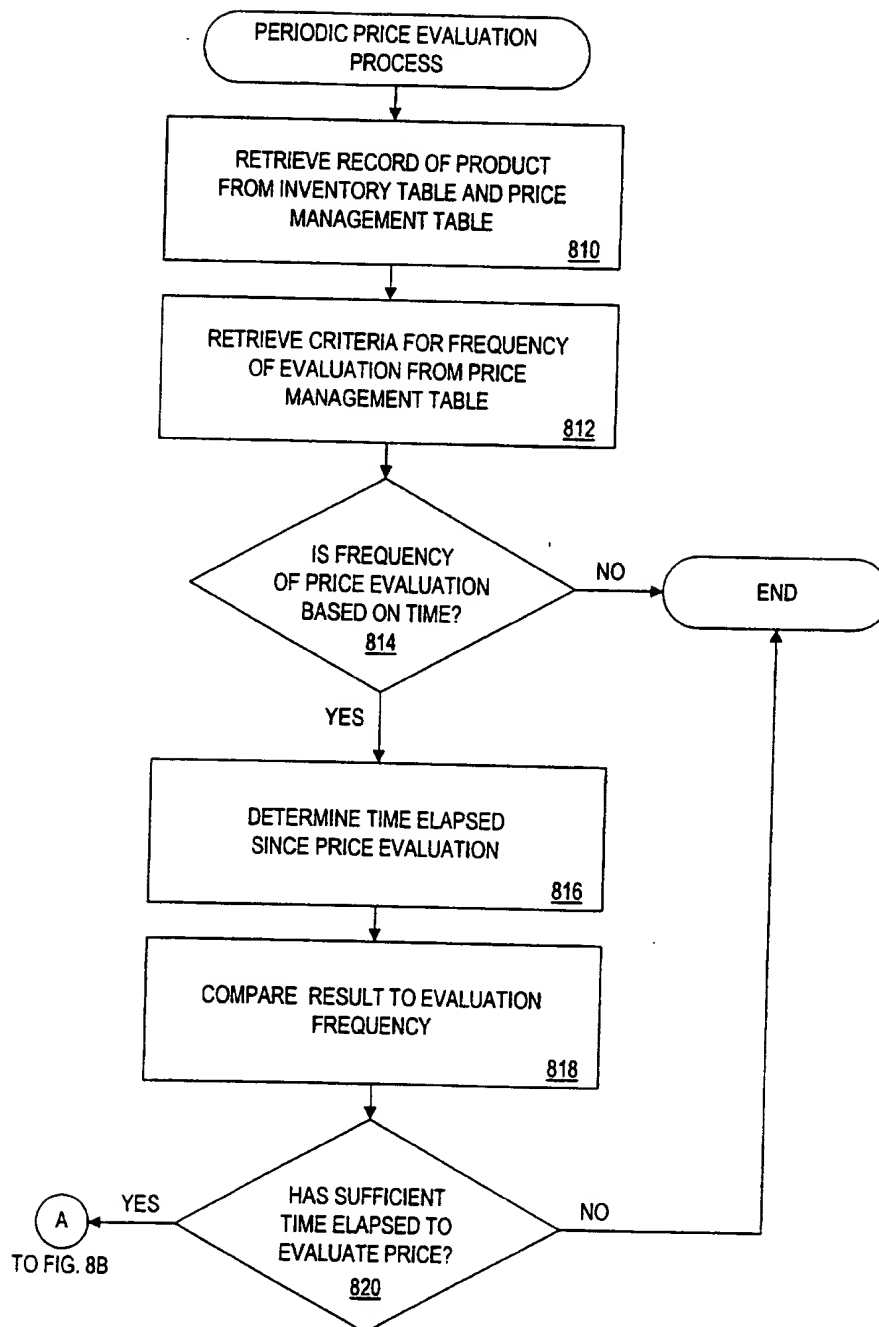 PERIODIC PRICE EVALUATION
PROCESS
RETRIEVE RECORD OF PRODUCT
FROM INVENTORY TABLE AND PRICE
MANAGEMENT TABLE
810
RETRIEVE CRITERIA FOR FREQUENCY
OF EVALUATION FROM PRICE
MANAGEMENT TABLE
812
IS FREQUENCY
OF PRICE EVALUATION
BASED ON TIME?
814
NO
END
YES
DETERMINE TIME ELAPSED
SINCE PRICE EVALUATION
816
COMPARE RESULT TO EVALUATION
FREQUENCY
818
HAS SUFFICIENT
TIME ELAPSED TO
EVALUATE PRICE?
820
YES
NO
A
TO FIG. 8B